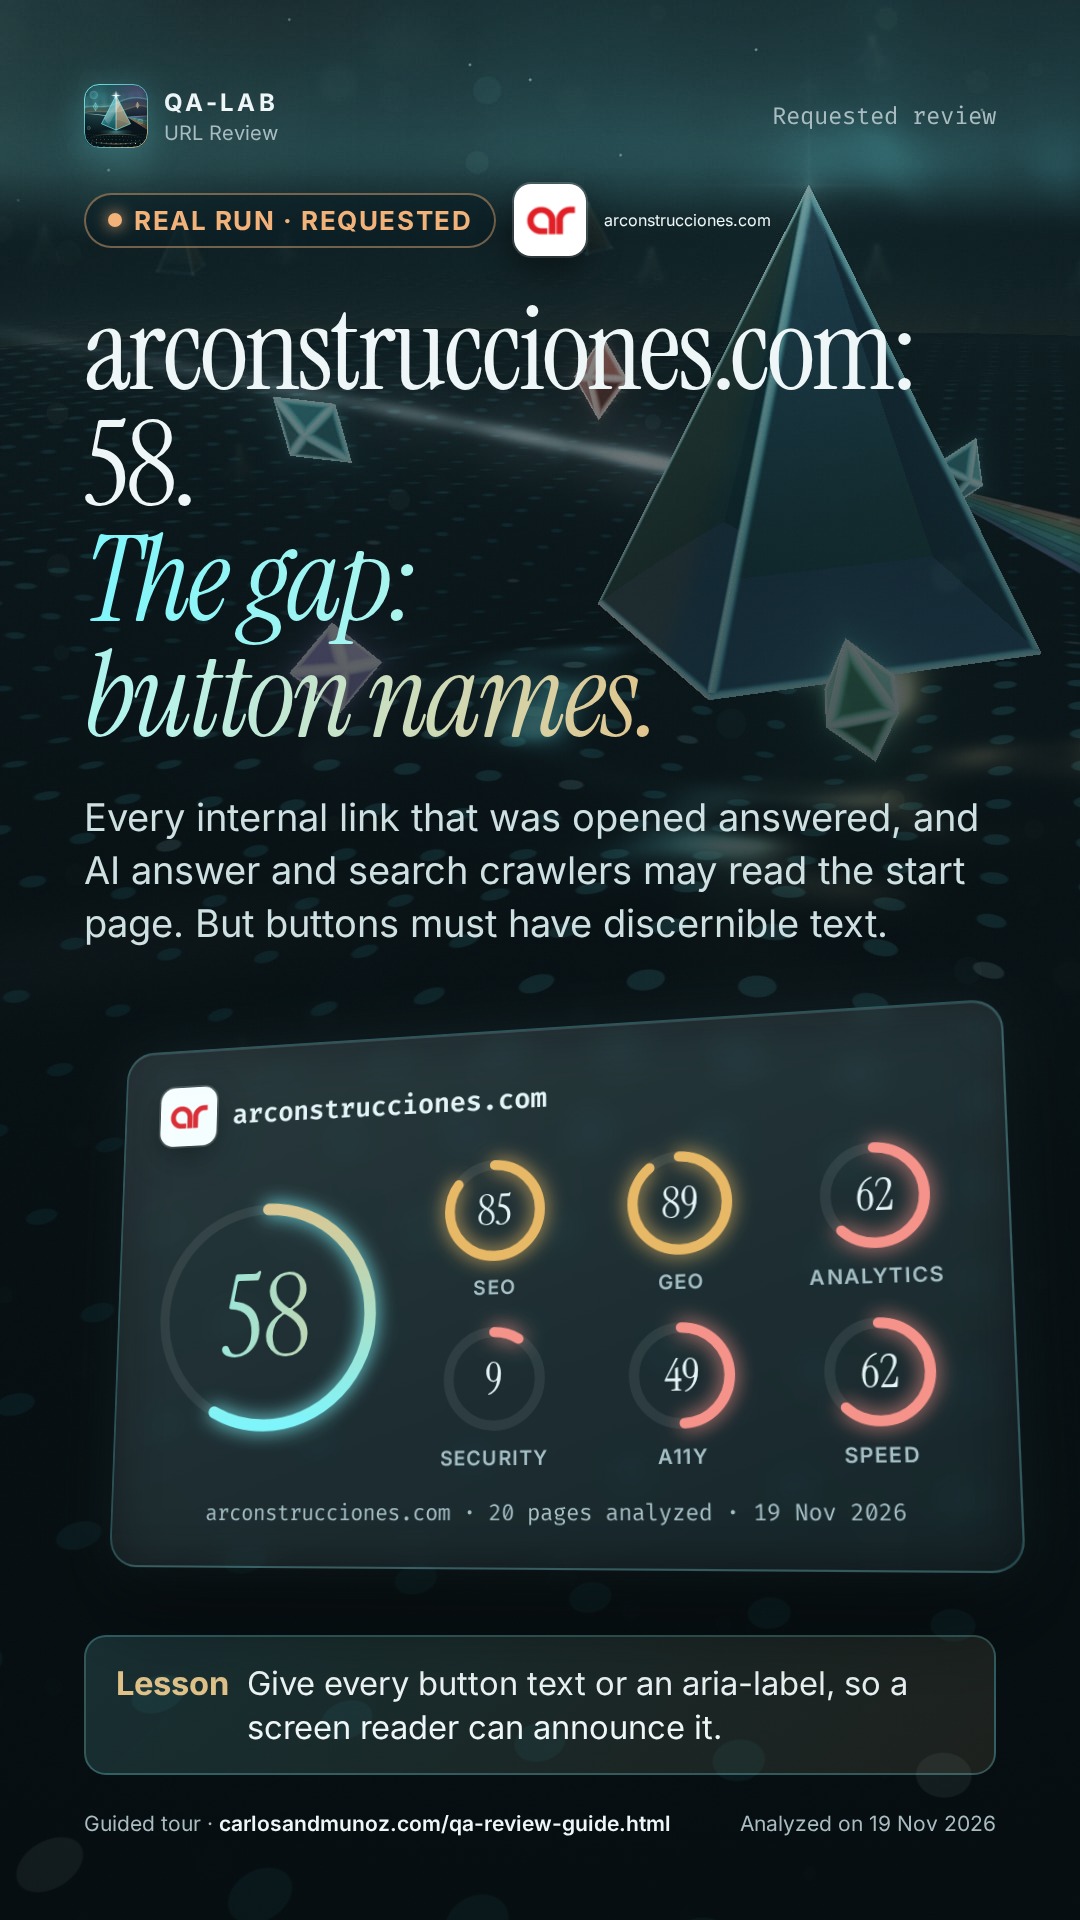 QA-LAB
URL Review
Requested review
REAL RUN · REQUESTED
ar
arconstrucciones.com
arconstrucciones.com:
58.
The gap:
button names.
Every internal link that was opened answered, and
AI answer and search crawlers may read the start
page. But buttons must have discernible text.
ar
arconstrucciones.com
58
85
SEO
89
GEO
62
ANALYTICS
9
SECURITY
49
A11Y
62
SPEED
arconstrucciones.com · 20 pages analyzed · 19 Nov 2026
Lesson Give every button text or an aria-label, so a
screen reader can announce it.
Guided tour · carlosandmunoz.com/qa-review-guide.html
Analyzed on 19 Nov 2026